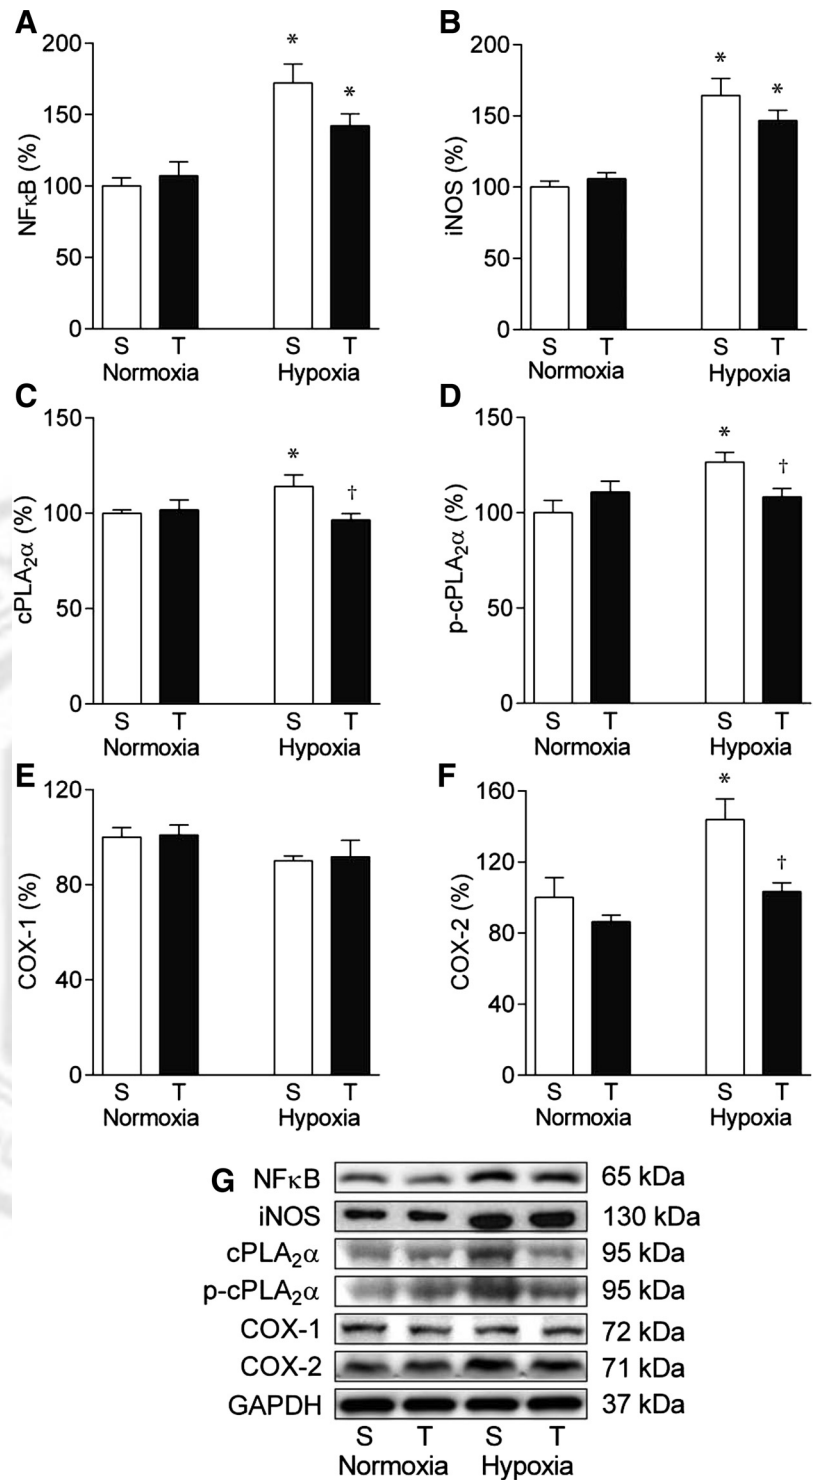 A
B
200
150
100
50
0
NFκB (%)
*
*
S T S T
Normoxia Hypoxia
200
150
100
50
0
iNOS (%)
*
*
S T S T
Normoxia Hypoxia
C
D
150
100
50
0
cPLA₂α (%)
*
†
S T S T
Normoxia Hypoxia
150
100
50
0
p-cPLA₂α (%)
*
†
S T S T
Normoxia Hypoxia
E
F
120
80
40
0
COX-1 (%)
S T S T
Normoxia Hypoxia
160
120
80
40
0
COX-2 (%)
*
†
S T S T
Normoxia Hypoxia
G
NFκB 65 kDa
iNOS 130 kDa
cPLA₂α 95 kDa
p-cPLA₂α 95 kDa
COX-1 72 kDa
COX-2 71 kDa
GAPDH 37 kDa
S T S T
Normoxia Hypoxia